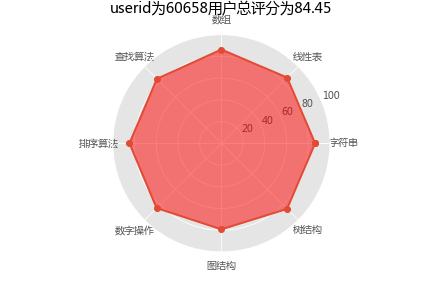 userid为60658用户总评分为84.45
数组
查找算法
线性表
100
80
60
40
20
排序算法
字符串
数字操作
树结构
图结构